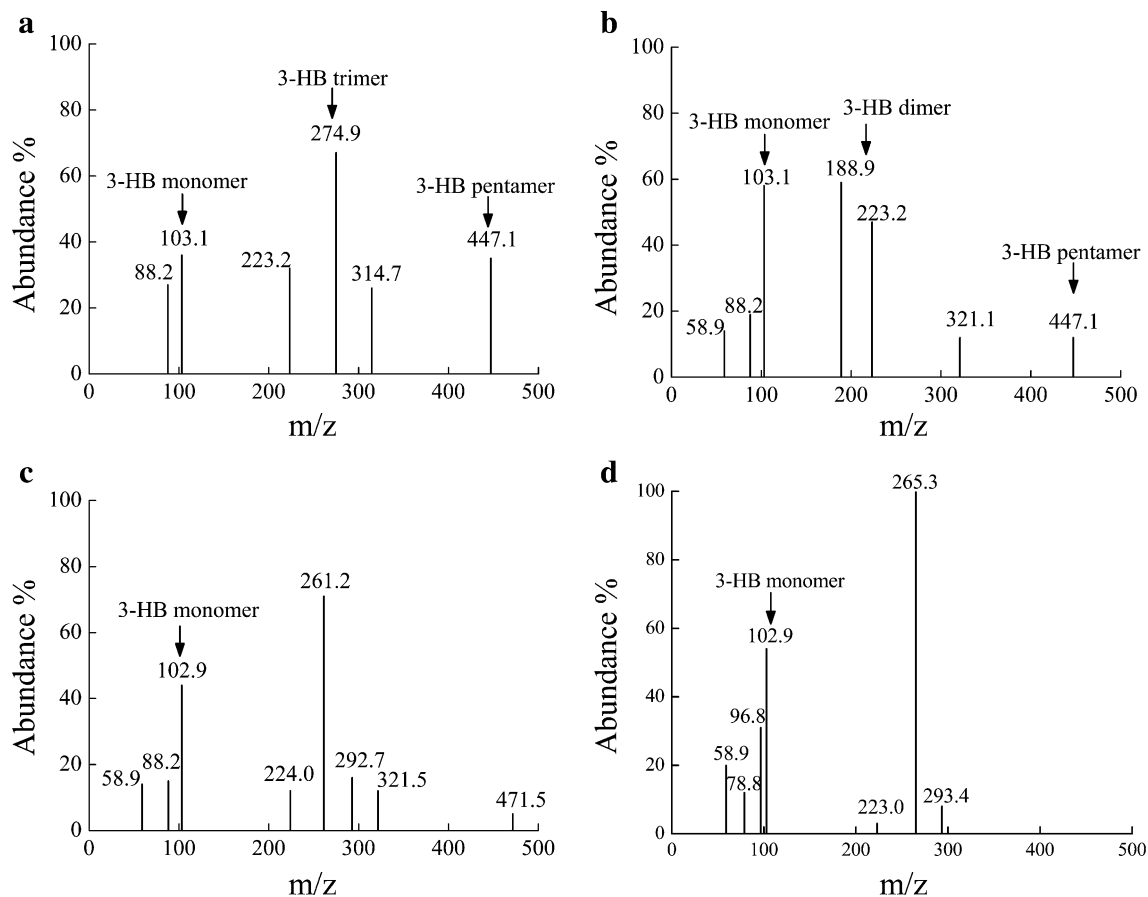 a
100
80
60
40
20
0
Abundance %
3-HB trimer
274.9
3-HB monomer
103.1
88.2
223.2
314.7
3-HB pentamer
447.1
0 100 200 300 400 500
m/z
b
100
80
60
40
20
0
Abundance %
3-HB dimer
3-HB monomer
103.1
188.9
223.2
58.9
88.2
321.1
3-HB pentamer
447.1
0 100 200 300 400 500
m/z
c
100
80
60
40
20
0
Abundance %
261.2
3-HB monomer
102.9
58.9
88.2
224.0
292.7
321.5
471.5
0 100 200 300 400 500
m/z
d
100
80
60
40
20
0
Abundance %
265.3
3-HB monomer
102.9
96.8
58.9
78.8
223.0
293.4
0 100 200 300 400 500
m/z